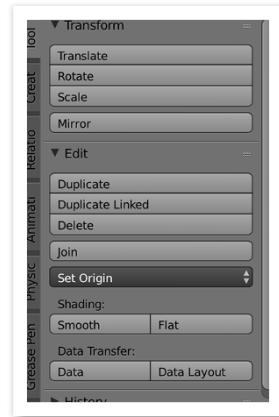 Transform
Translate
Rotate
Scale
Mirror
Edit
Duplicate
Duplicate Linked
Delete
Join
Set Origin
Shading:
Smooth Flat
Data Transfer:
Data Data Layout
History
Tool
Creat
Relatio
Animati
Physic
Grease Pen